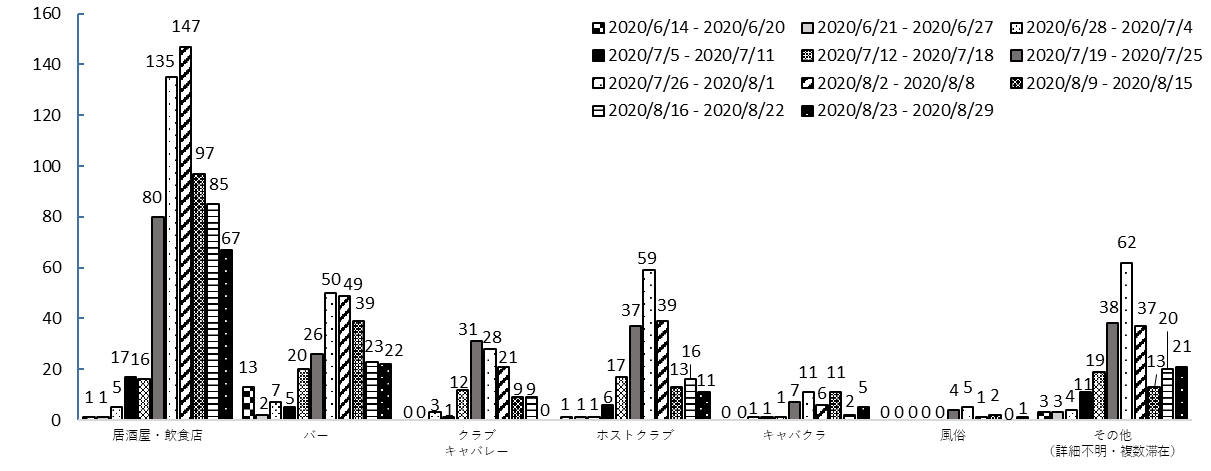 160
140
120
100
80
60
40
20
0
2020/6/14 - 2020/6/20 2020/6/21 - 2020/6/27 2020/6/28 - 2020/7/4
2020/7/5 - 2020/7/11 2020/7/12 - 2020/7/18 2020/7/19 - 2020/7/25
2020/7/26 - 2020/8/1 2020/8/2 - 2020/8/8 2020/8/9 - 2020/8/15
2020/8/16 - 2020/8/22 2020/8/23 - 2020/8/29
1 1 5 17 16 80 135 147 97 85 67
13 2 7 5 20 26 50 49 39 23 22
0 0 3 1 12 31 28 21 9 9 0
1 1 1 6 17 37 59 39 13 16 11
0 0 1 1 1 7 11 6 11 2 5
0 0 0 0 0 4 5 1 2 0 1
3 3 4 11 19 38 62 37 13 20 21
居酒屋・飲食店
バー
クラブ
キャバレー
ホストクラブ
キャバクラ
風俗
その他
（詳細不明・複数滞在）